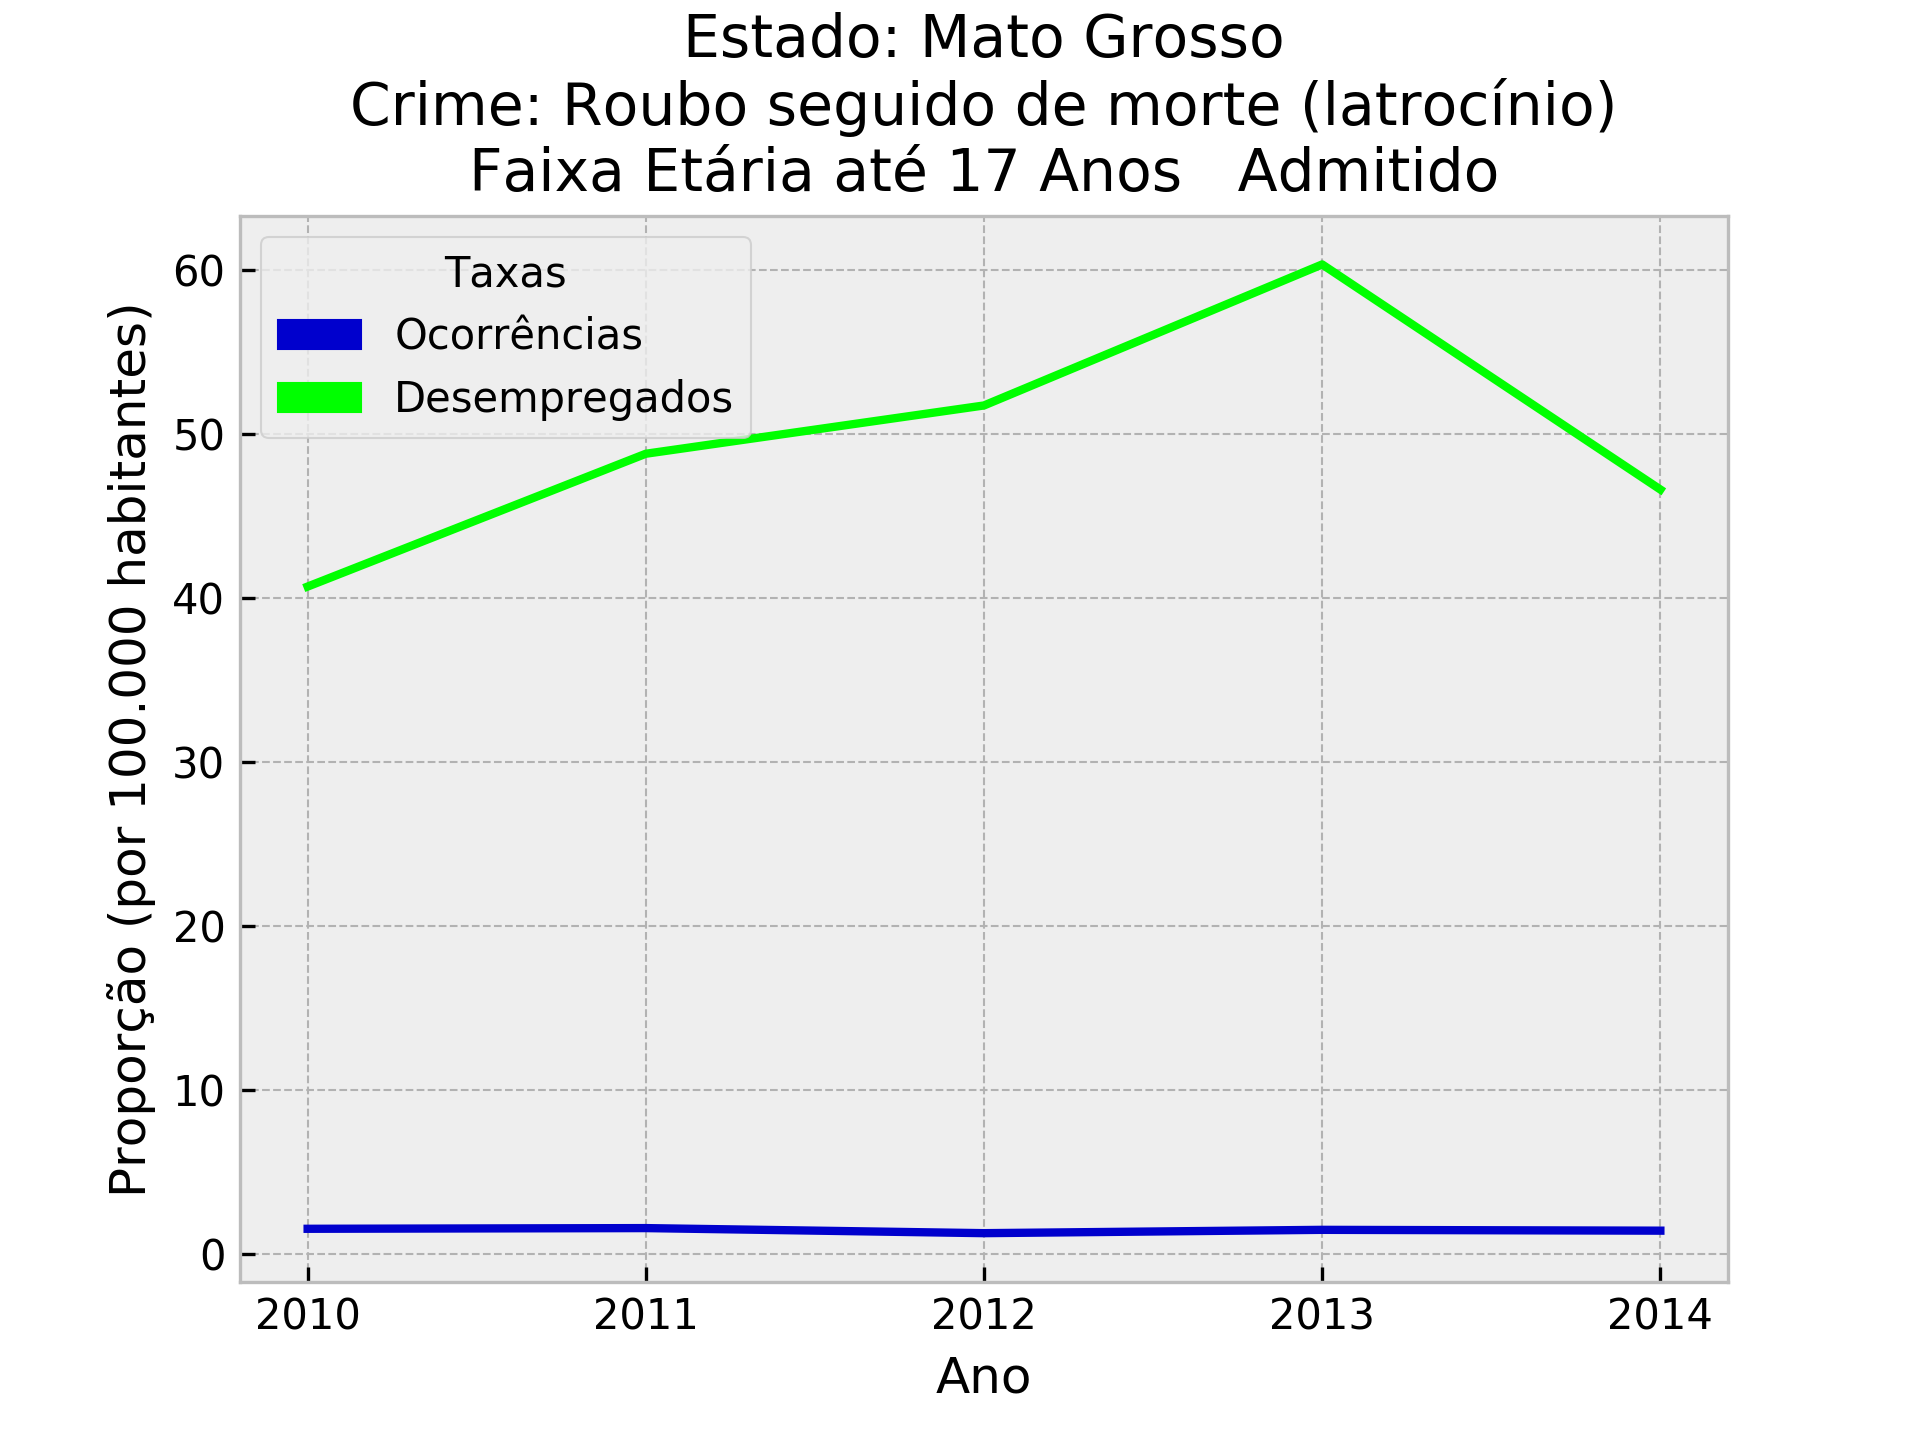 Estado: Mato Grosso
Crime: Roubo seguido de morte (latrocínio)
Faixa Etária até 17 Anos   Admitido
Taxas
Ocorrências
Desempregados
Proporção (por 100.000 habitantes)
60
50
40
30
20
10
0
2010 2011 2012 2013 2014
Ano